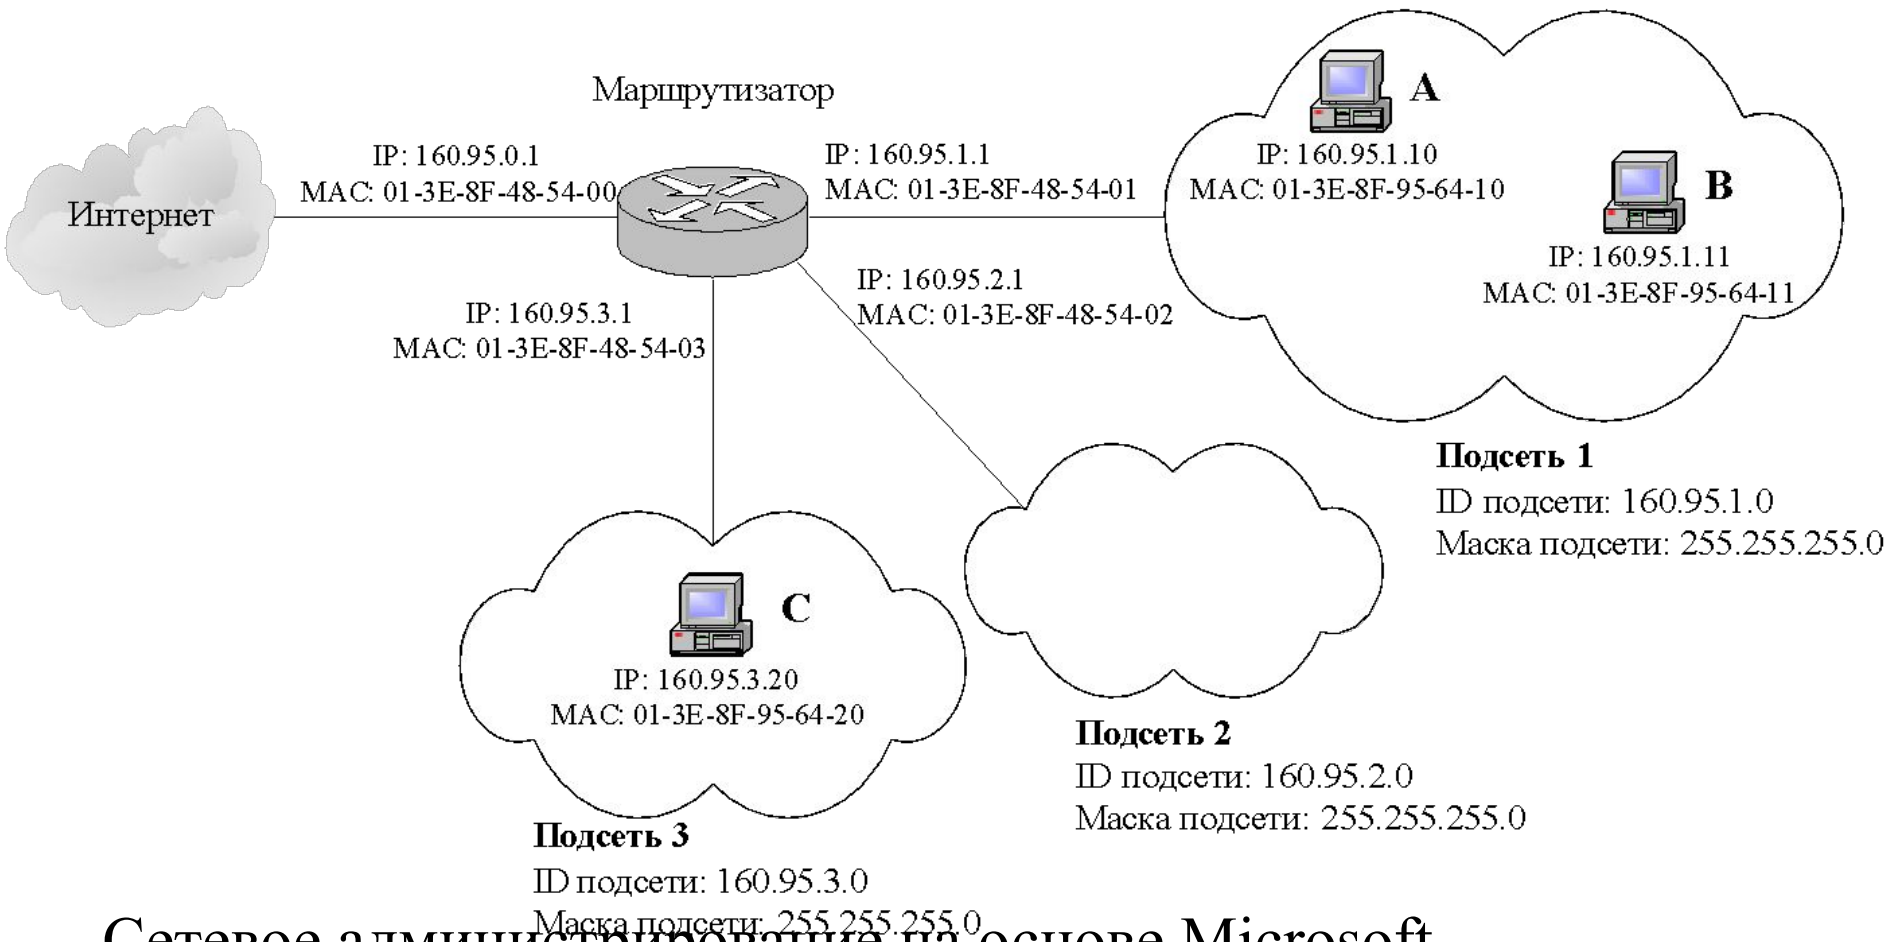 Маршрутизатор
Интернет
IP: 160.95.0.1
MAC: 01-3E-8F-48-54-00
IP: 160.95.1.1
MAC: 01-3E-8F-48-54-01
A
IP: 160.95.1.10
MAC: 01-3E-8F-95-64-10
B
IP: 160.95.1.11
MAC: 01-3E-8F-95-64-11
IP: 160.95.2.1
MAC: 01-3E-8F-48-54-02
IP: 160.95.3.1
MAC: 01-3E-8F-48-54-03
Подсеть 1
ID подсети: 160.95.1.0
Маска подсети: 255.255.255.0
C
IP: 160.95.3.20
MAC: 01-3E-8F-95-64-20
Подсеть 2
ID подсети: 160.95.2.0
Маска подсети: 255.255.255.0
Подсеть 3
ID подсети: 160.95.3.0
Маска подсети: 255.255.255.0
Сетевое администрирование на основе Microsoft